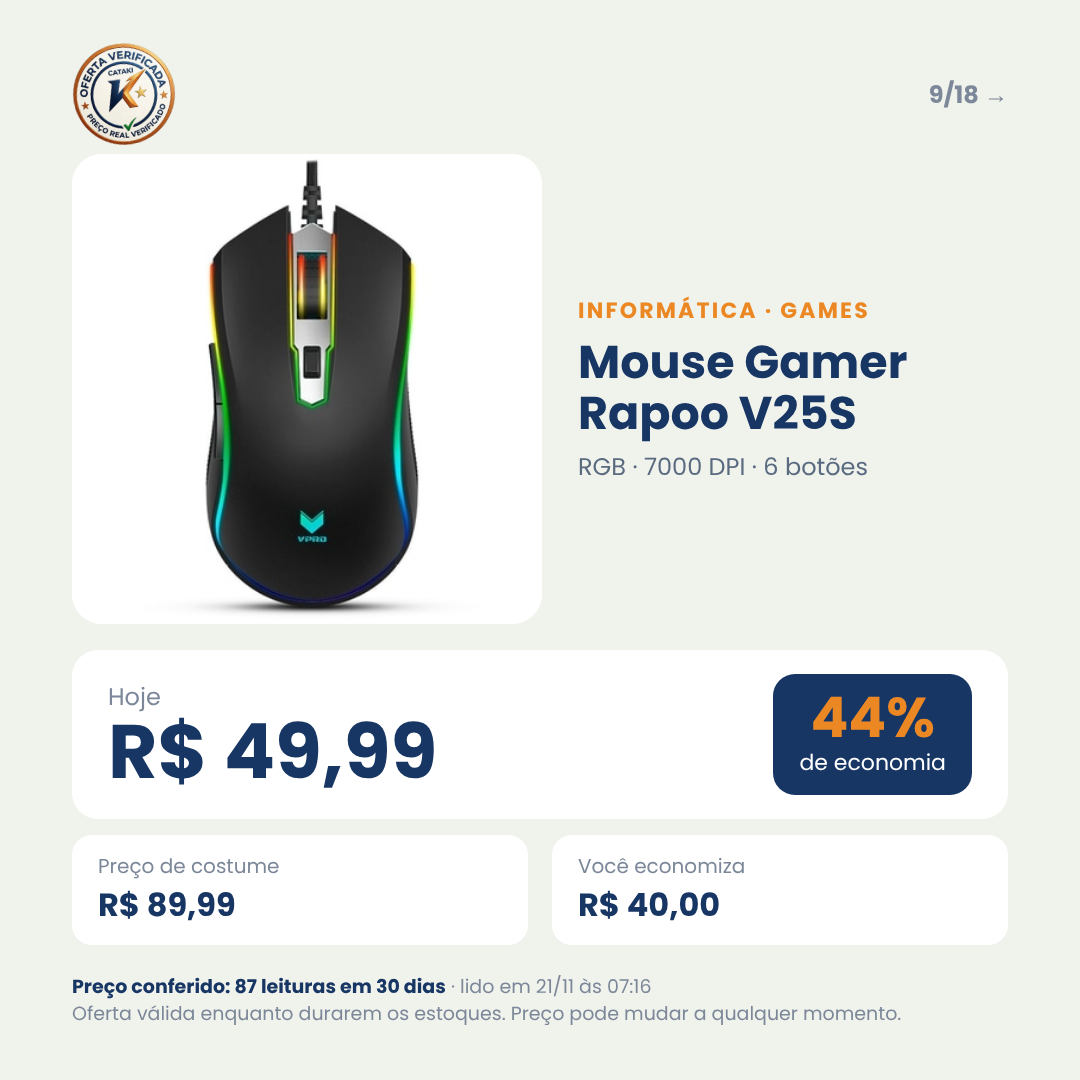 OFERTA VERIFICADA
CATAKI
K
PREÇO REAL VERIFICADO
9/18 →
VPRO
INFORMÁTICA · GAMES
Mouse Gamer
Rapoo V25S
RGB · 7000 DPI · 6 botões
Hoje
R$ 49,99
44%
de economia
Preço de costume
R$ 89,99
Você economiza
R$ 40,00
Preço conferido: 87 leituras em 30 dias · lido em 21/11 às 07:16
Oferta válida enquanto durarem os estoques. Preço pode mudar a qualquer momento.